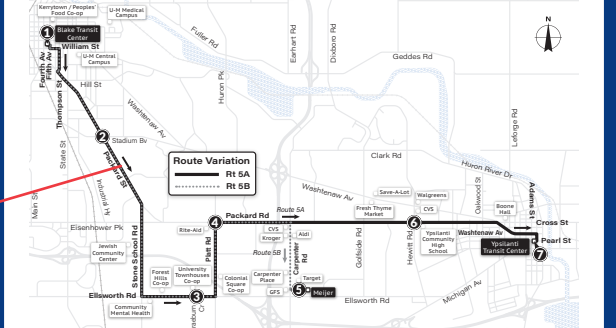 Kerrytown / Peoples'
Food Co-op
U-M Medical
Campus
1
Blake Transit
Center
William St
U-M Central
Campus
Fourth Av
Fifth Av
Thompson St
Hill St
Fuller Rd
Huron Pk
Earhart Rd
Dixboro Rd
Geddes Rd
N
Washtenaw Av
2
Stadium Bv
Packard St
State St
Industrial Hy
Main St
Route Variation
Rt 5A
Rt 5B
Clark Rd
Huron River Dr
Leforge Rd
Washtenaw Av
Save-A-Lot
Walgreens
Oakwood St
Adams St
Fresh Thyme
Market
CVS
Boone
Hall
Eisenhower Pk
Stone School Rd
Rite-Aid
4
Packard Rd
Route 5A
6
Cross St
Washtenaw Av
Pearl St
7
Ypsilanti
Transit Center
Ypsilanti
Community
High
School
Hewitt Rd
Golfside Rd
CVS
Kroger
Aldi
Route 5B
Carpenter
Rd
Platt Rd
Jewish
Community
Center
Forest
Hills
Co-op
University
Townhouses
Co-op
Colonial
Square
Co-op
Carpenter
Place
GFS
Target
5
Meijer
Ellsworth Rd
3
Community
Mental Health
Ellsworth Rd
Michigan Av